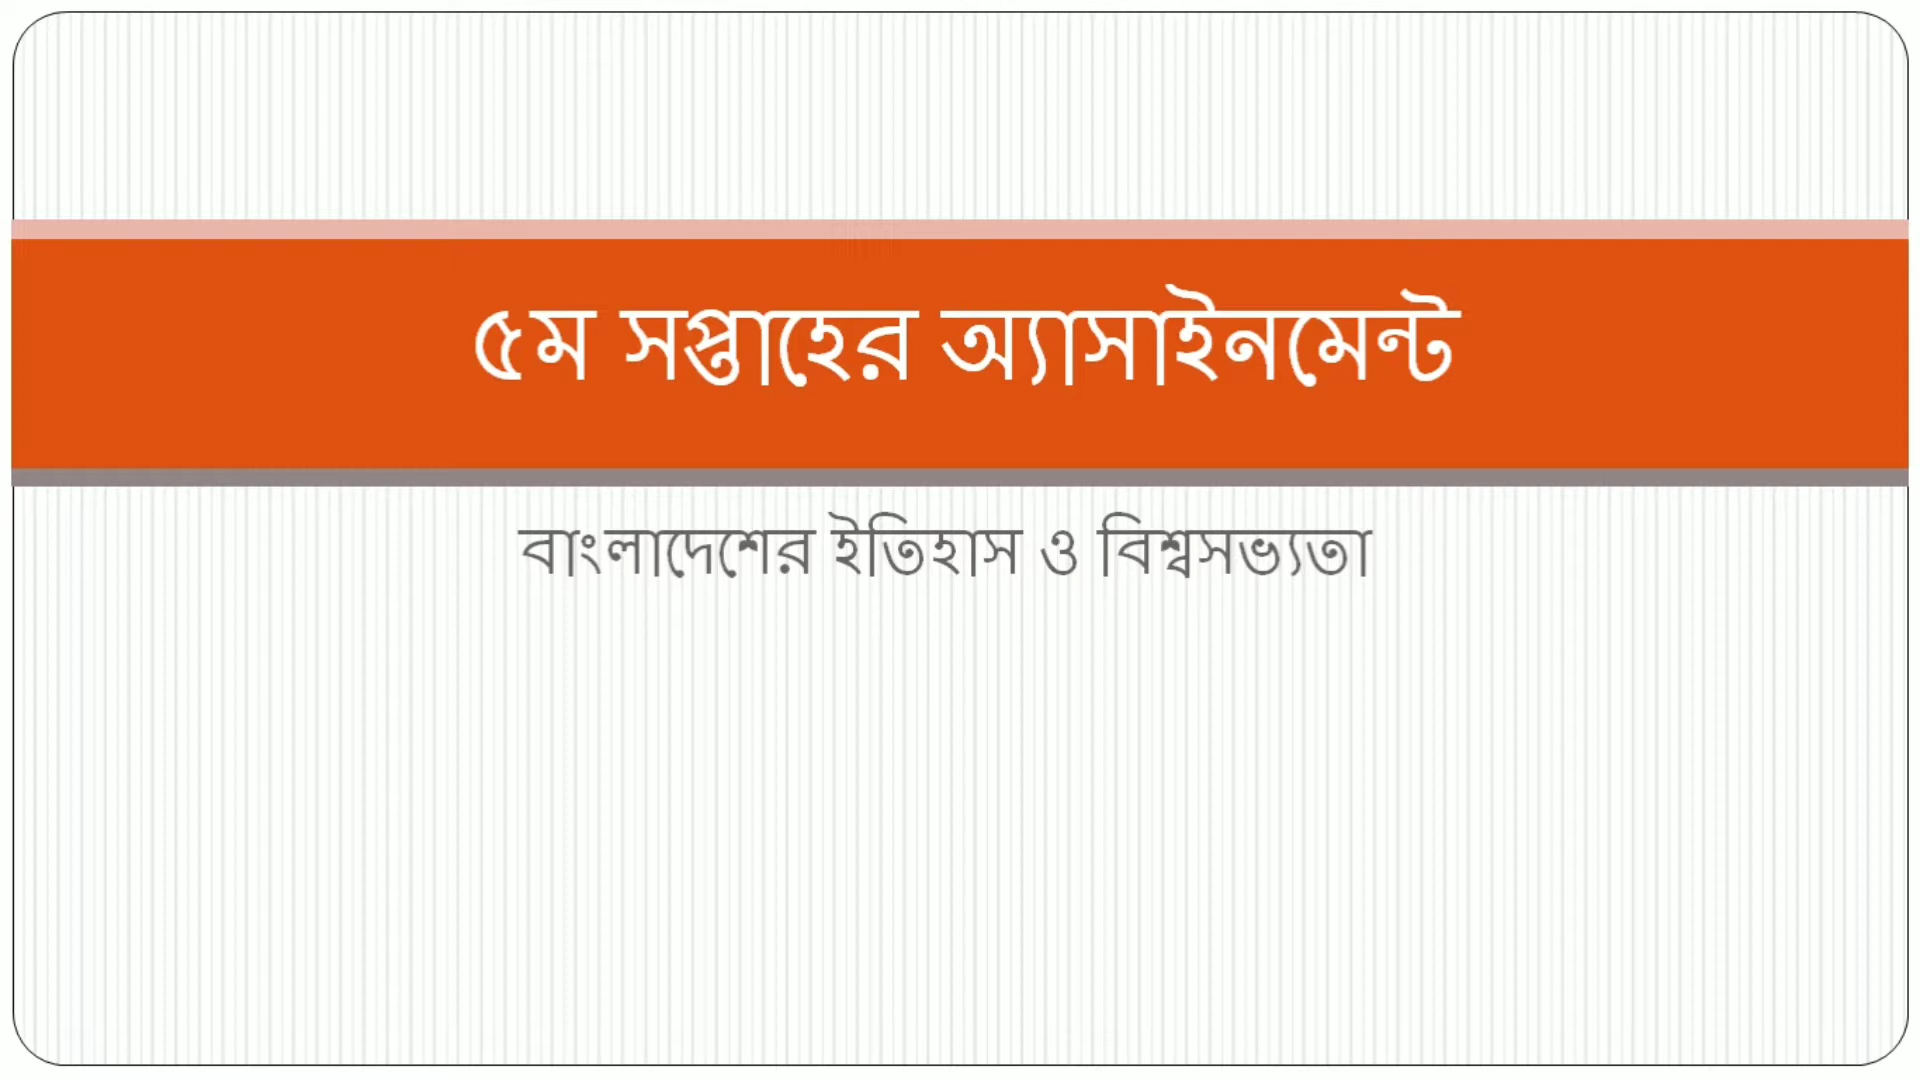 ৫ম সপ্তাহের অ্যাসাইনমেন্ট
বাংলাদেশের ইতিহাস ও বিশ্বসভ্যতা